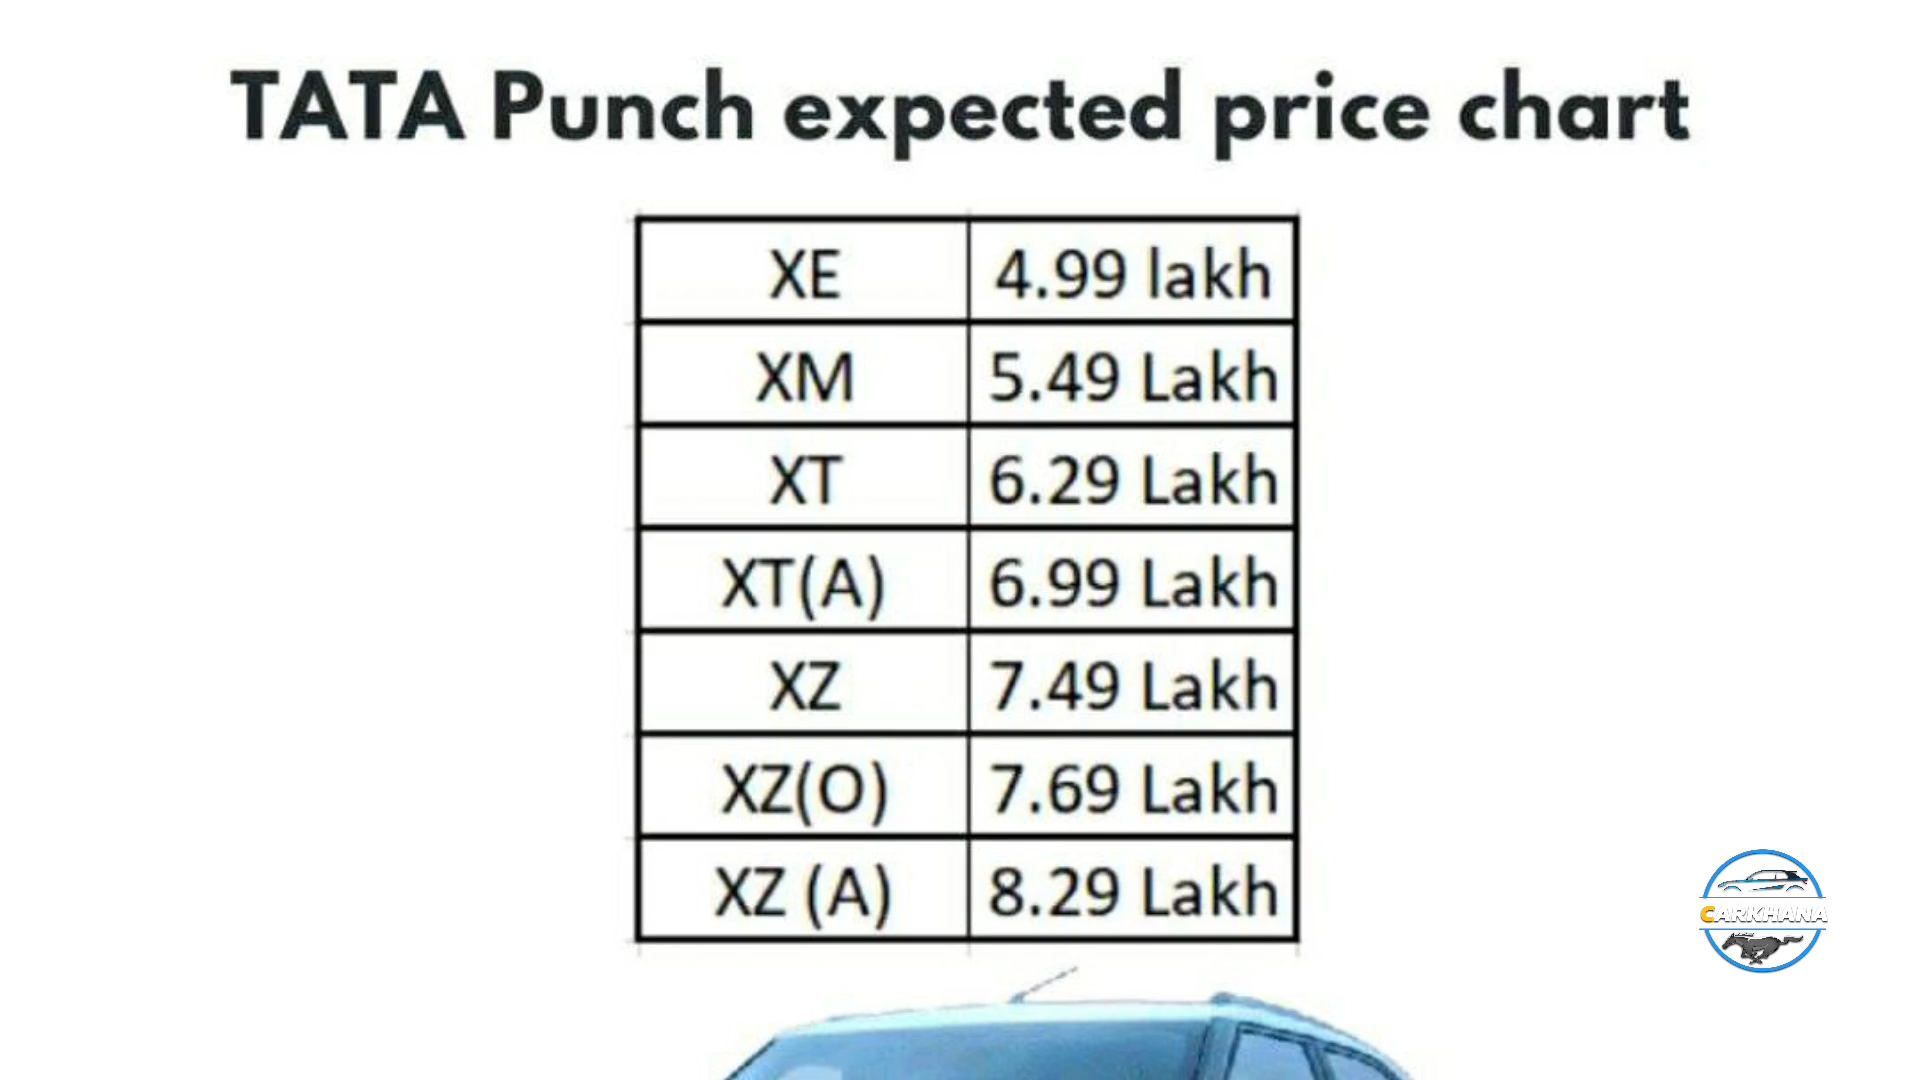 TATA Punch expected price chart
XE 4.99 lakh
XM 5.49 Lakh
XT 6.29 Lakh
XT(A) 6.99 Lakh
XZ 7.49 Lakh
XZ(O) 7.69 Lakh
XZ (A) 8.29 Lakh
CARKHANA